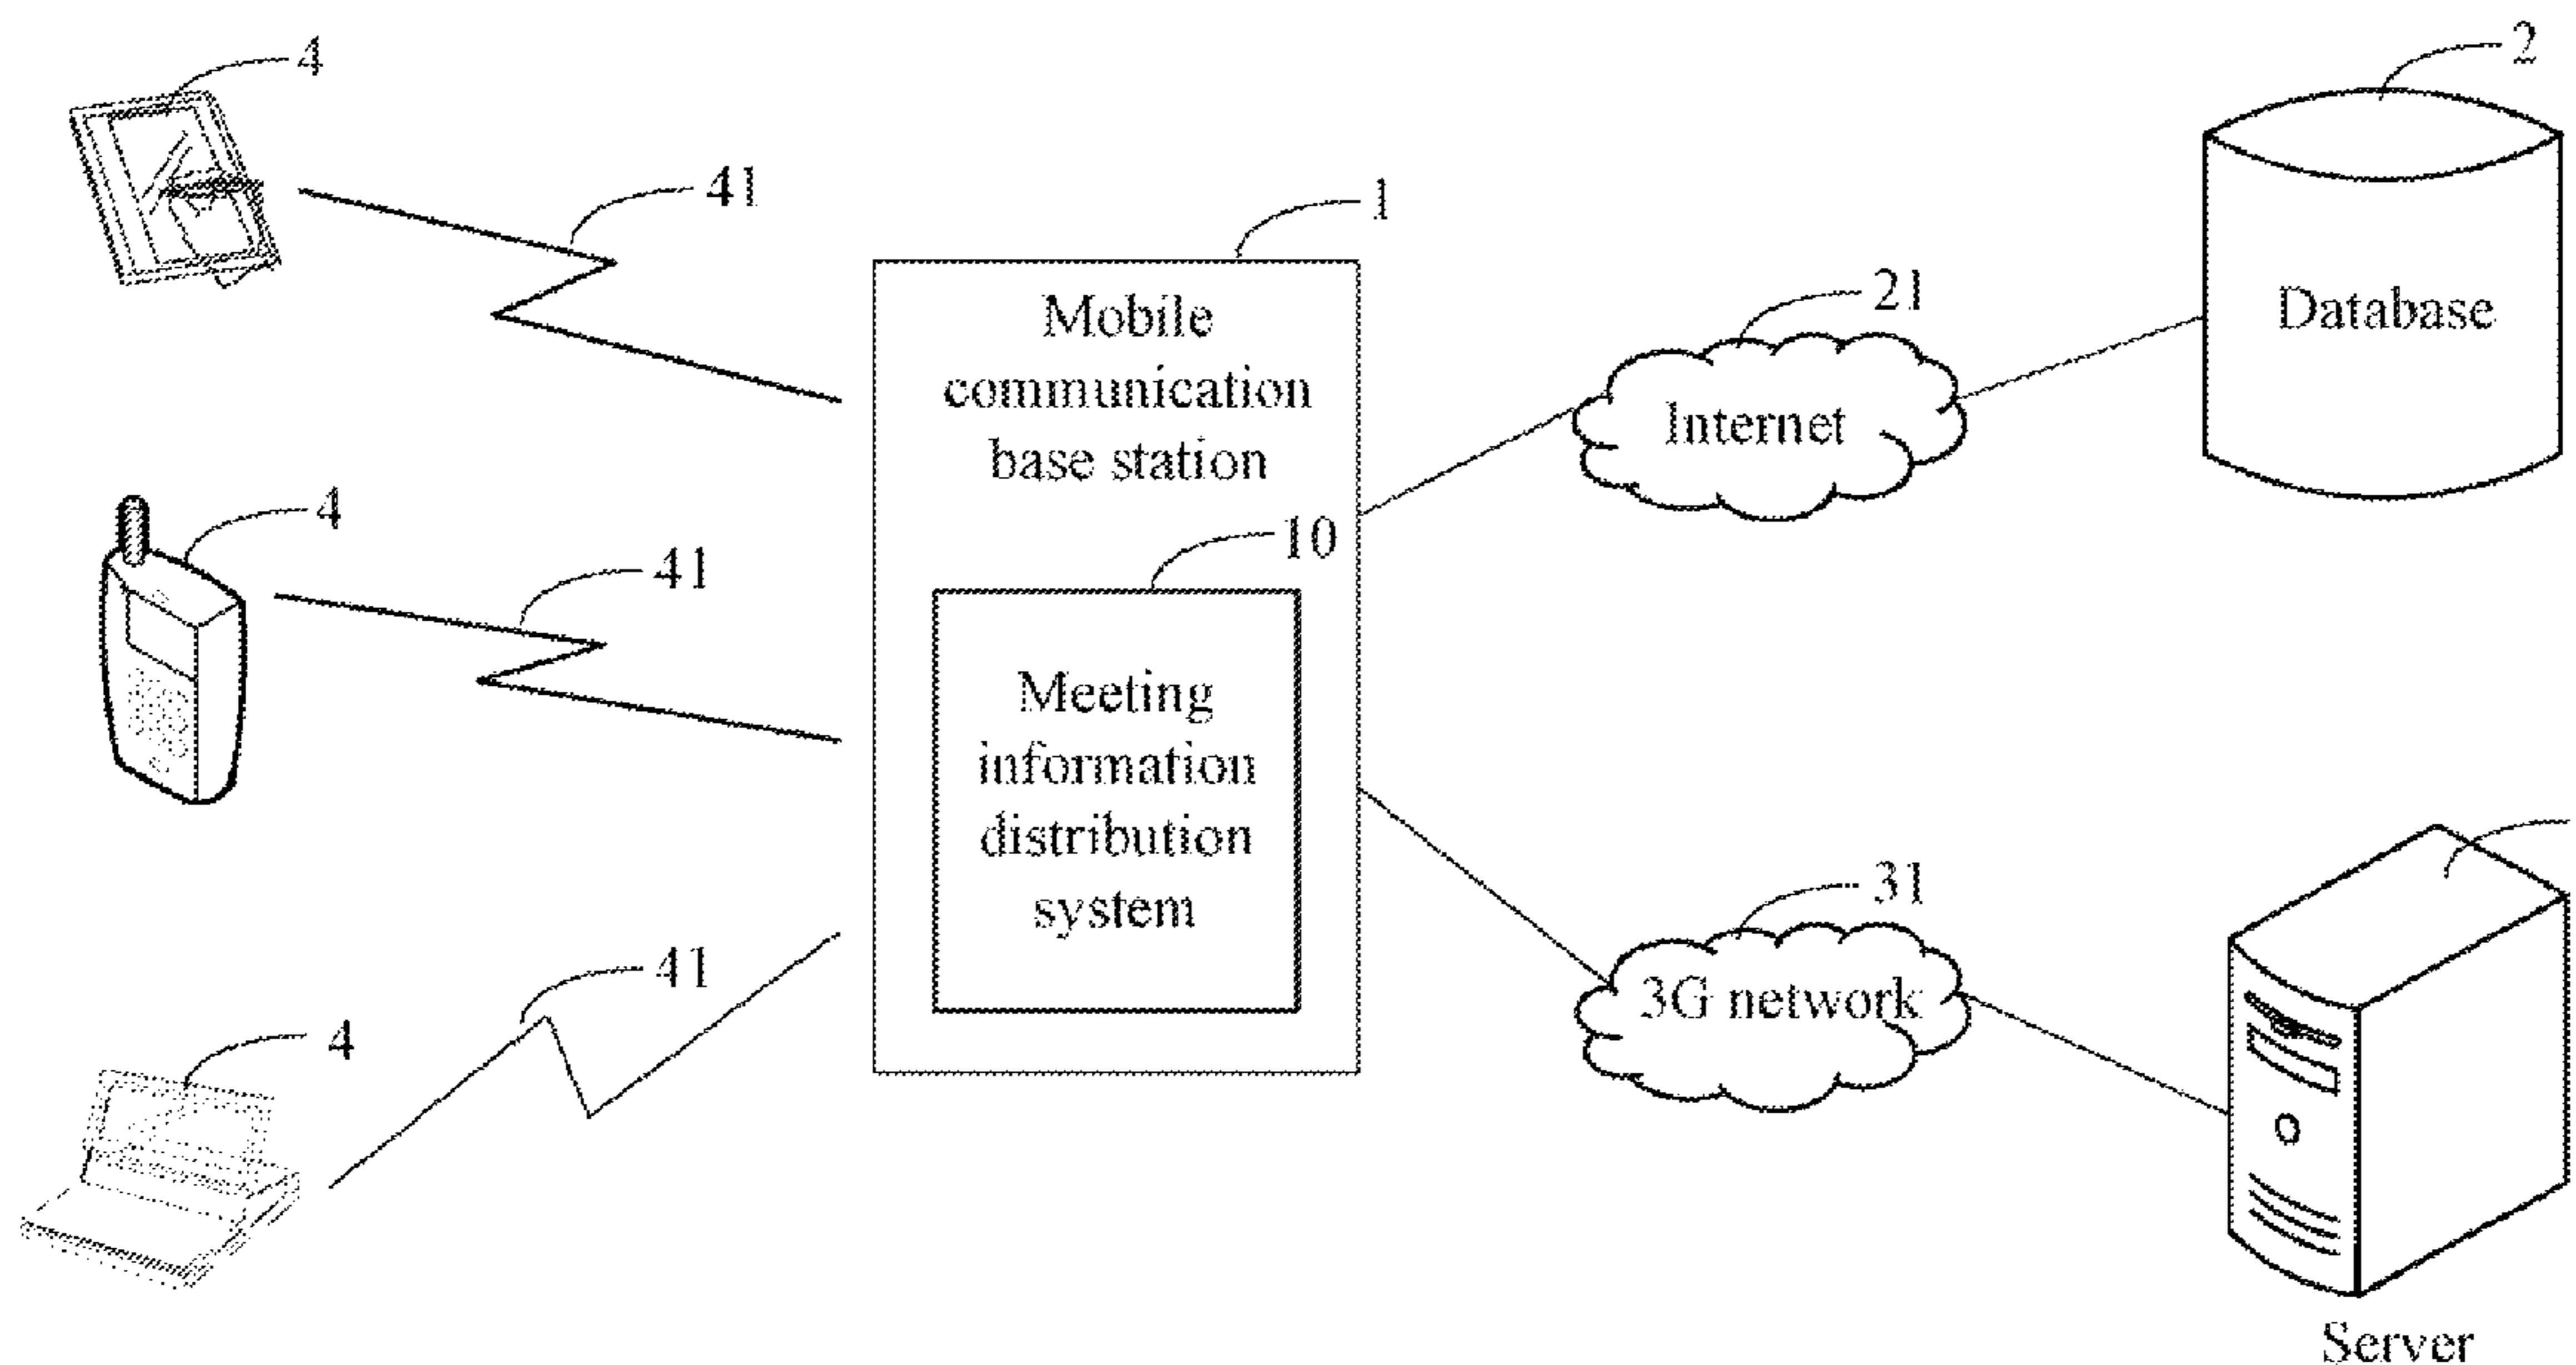 4
2
41
1
Mobile
communication
base station
21
Database
Internet
4
10
41
Meeting
information
distribution
system
31
3G network
41
4
Server